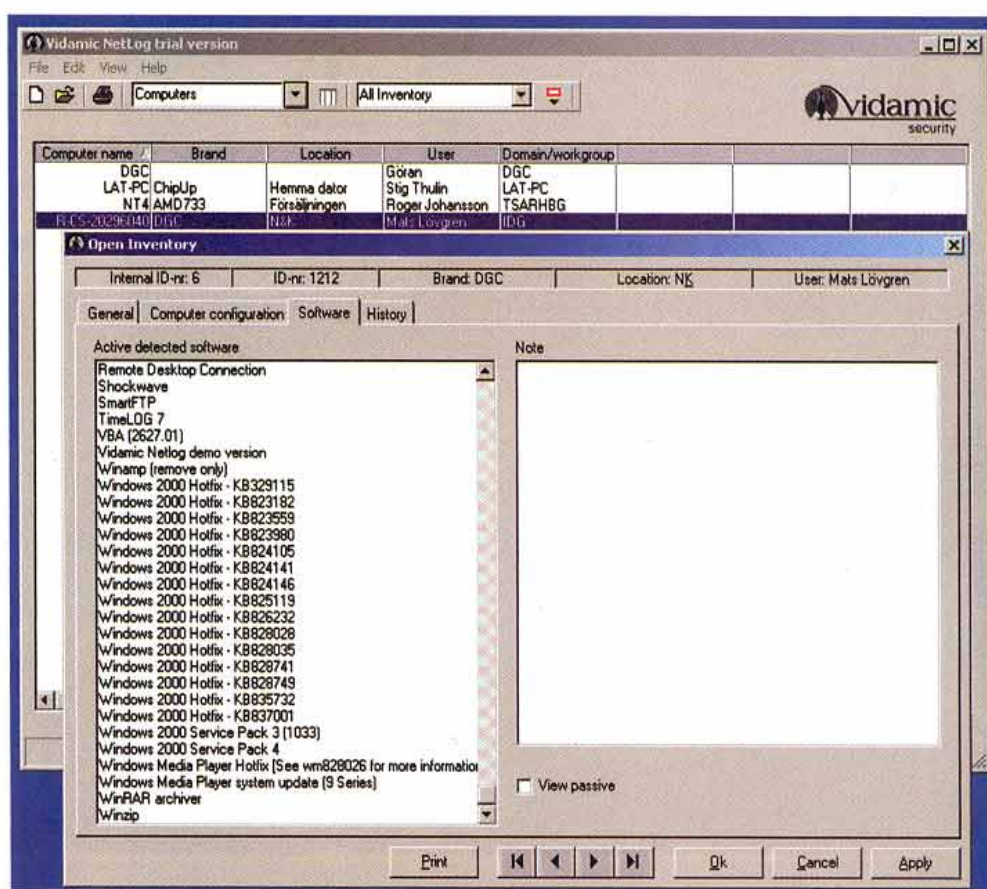 Vidamic NetLog trial version
File Edit View Help
Computers All Inventory
vidamic
security
Computer name Brand Location User Domain/workgroup
DGC Göran DGC
LAT-PC ChipUp Hemma dator Stig Thulin LAT-PC
NT4 AMD733 Försäljningen Roger Johansson TSARHBG
R-CS-20296040 DGC N&K Mats Lövgren IDG
Open Inventory
Internal ID-nr: 6 ID-nr: 1212 Brand: DGC Location: NK User: Mats Lövgren
General Computer configuration Software History
Active detected software Note
Remote Desktop Connection
Shockwave
SmartFTP
TimeLOG 7
VBA (2627.01)
Vidamic Netlog demo version
Winamp (remove only)
Windows 2000 Hotfix - KB329115
Windows 2000 Hotfix - KB823182
Windows 2000 Hotfix - KB823559
Windows 2000 Hotfix - KB823980
Windows 2000 Hotfix - KB824105
Windows 2000 Hotfix - KB824141
Windows 2000 Hotfix - KB824146
Windows 2000 Hotfix - KB825119
Windows 2000 Hotfix - KB826232
Windows 2000 Hotfix - KB828028
Windows 2000 Hotfix - KB828035
Windows 2000 Hotfix - KB828741
Windows 2000 Hotfix - KB828749
Windows 2000 Hotfix - KB835732
Windows 2000 Hotfix - KB837001
Windows 2000 Service Pack 3 (1033)
Windows 2000 Service Pack 4
Windows Media Player Hotfix [See wm828026 for more information
Windows Media Player system update (9 Series)
WinRAR archiver
Winzip
View passive
Print Ok Cancel Apply